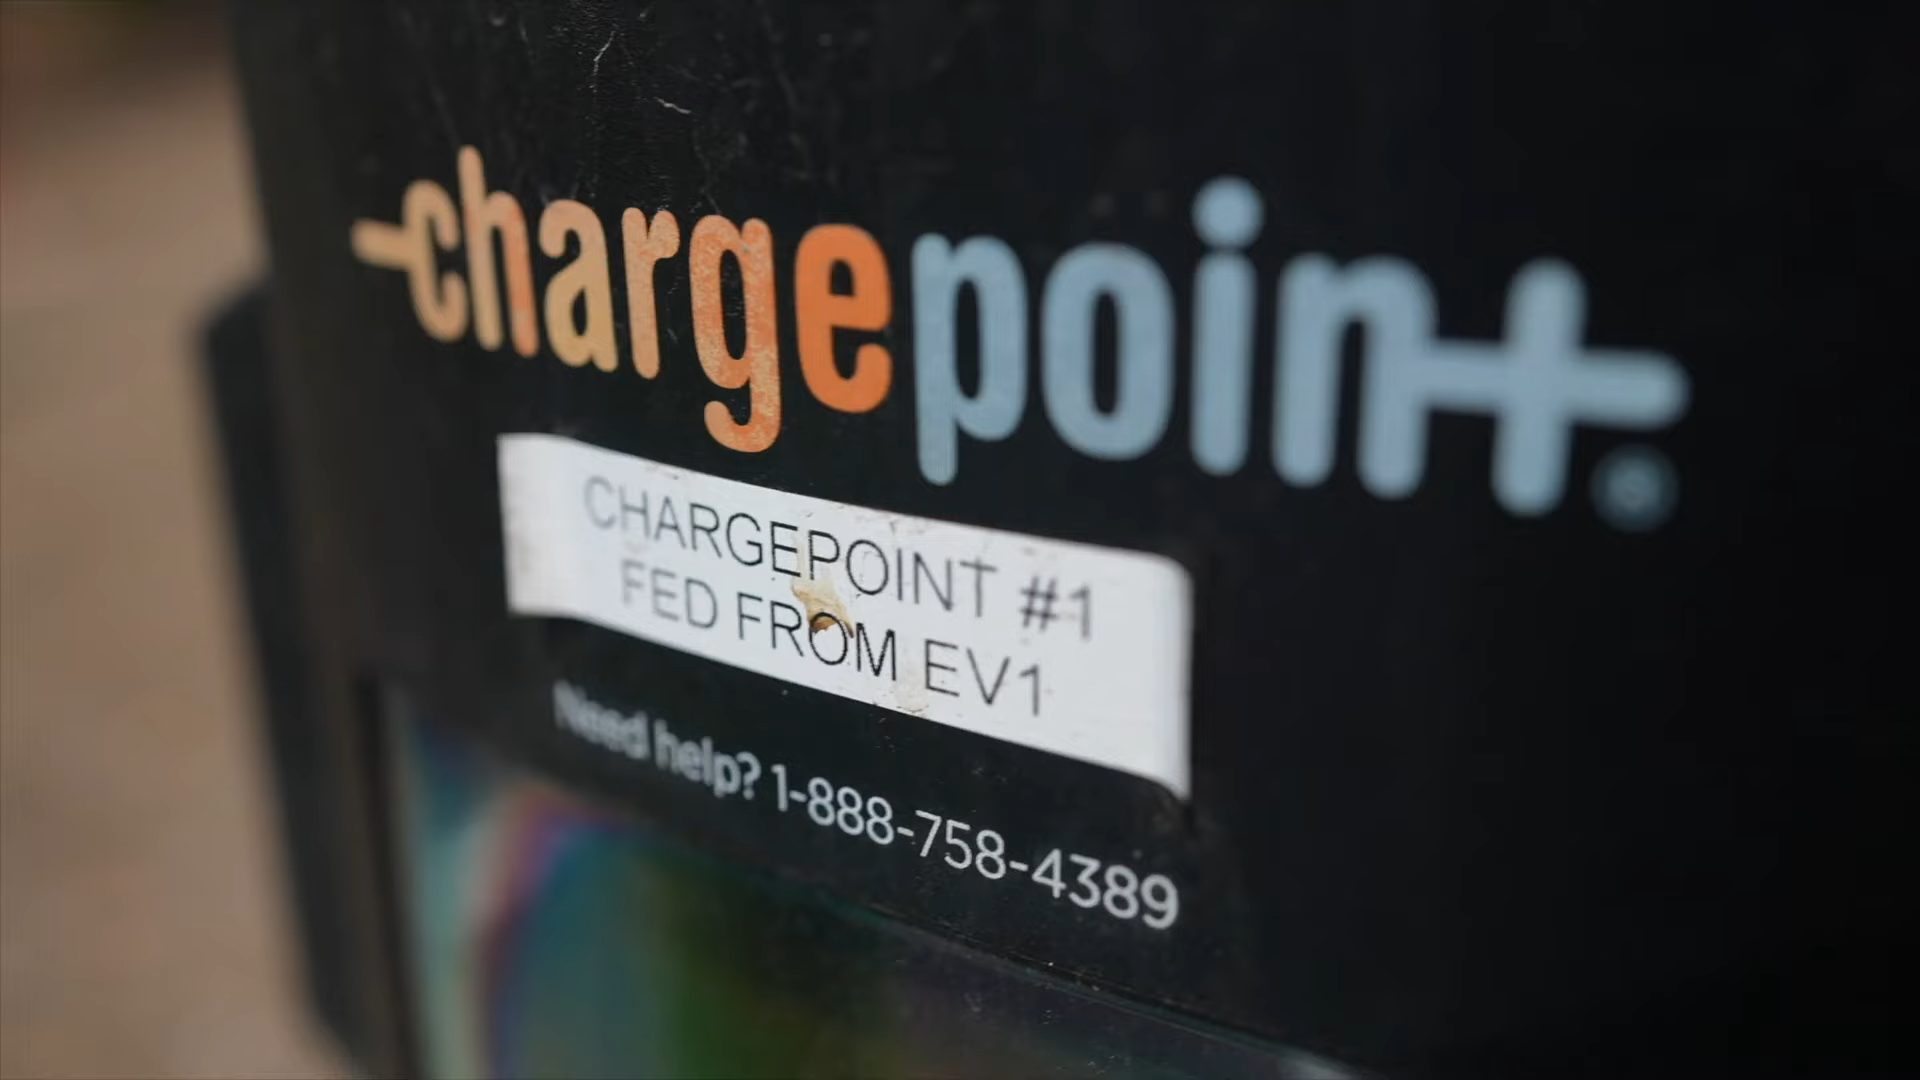 chargepoint®
CHARGEPOINT #1
FED FROM EV1
Need help? 1-888-758-4389